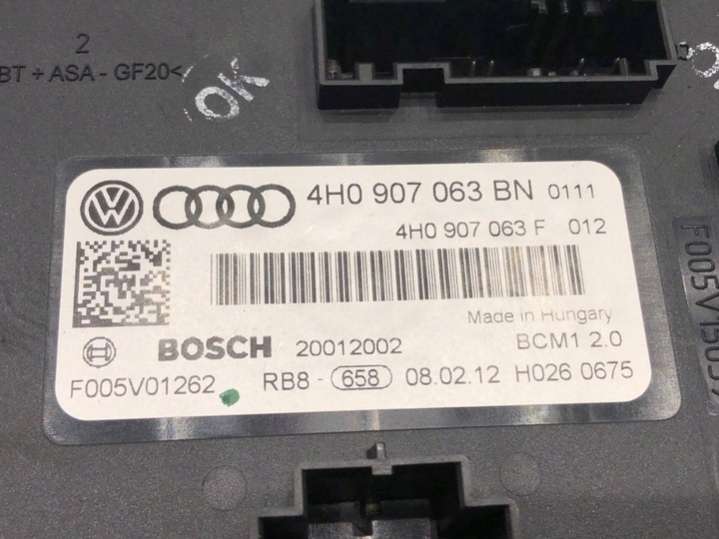 2
BT + ASA - GF20<
OK
4H0 907 063 BN 0111
4H0 907 063 F 012
Made in Hungary
BOSCH 20012002 BCM1 2.0
F005V01262 RB8-658 08.02.12 H026 0675